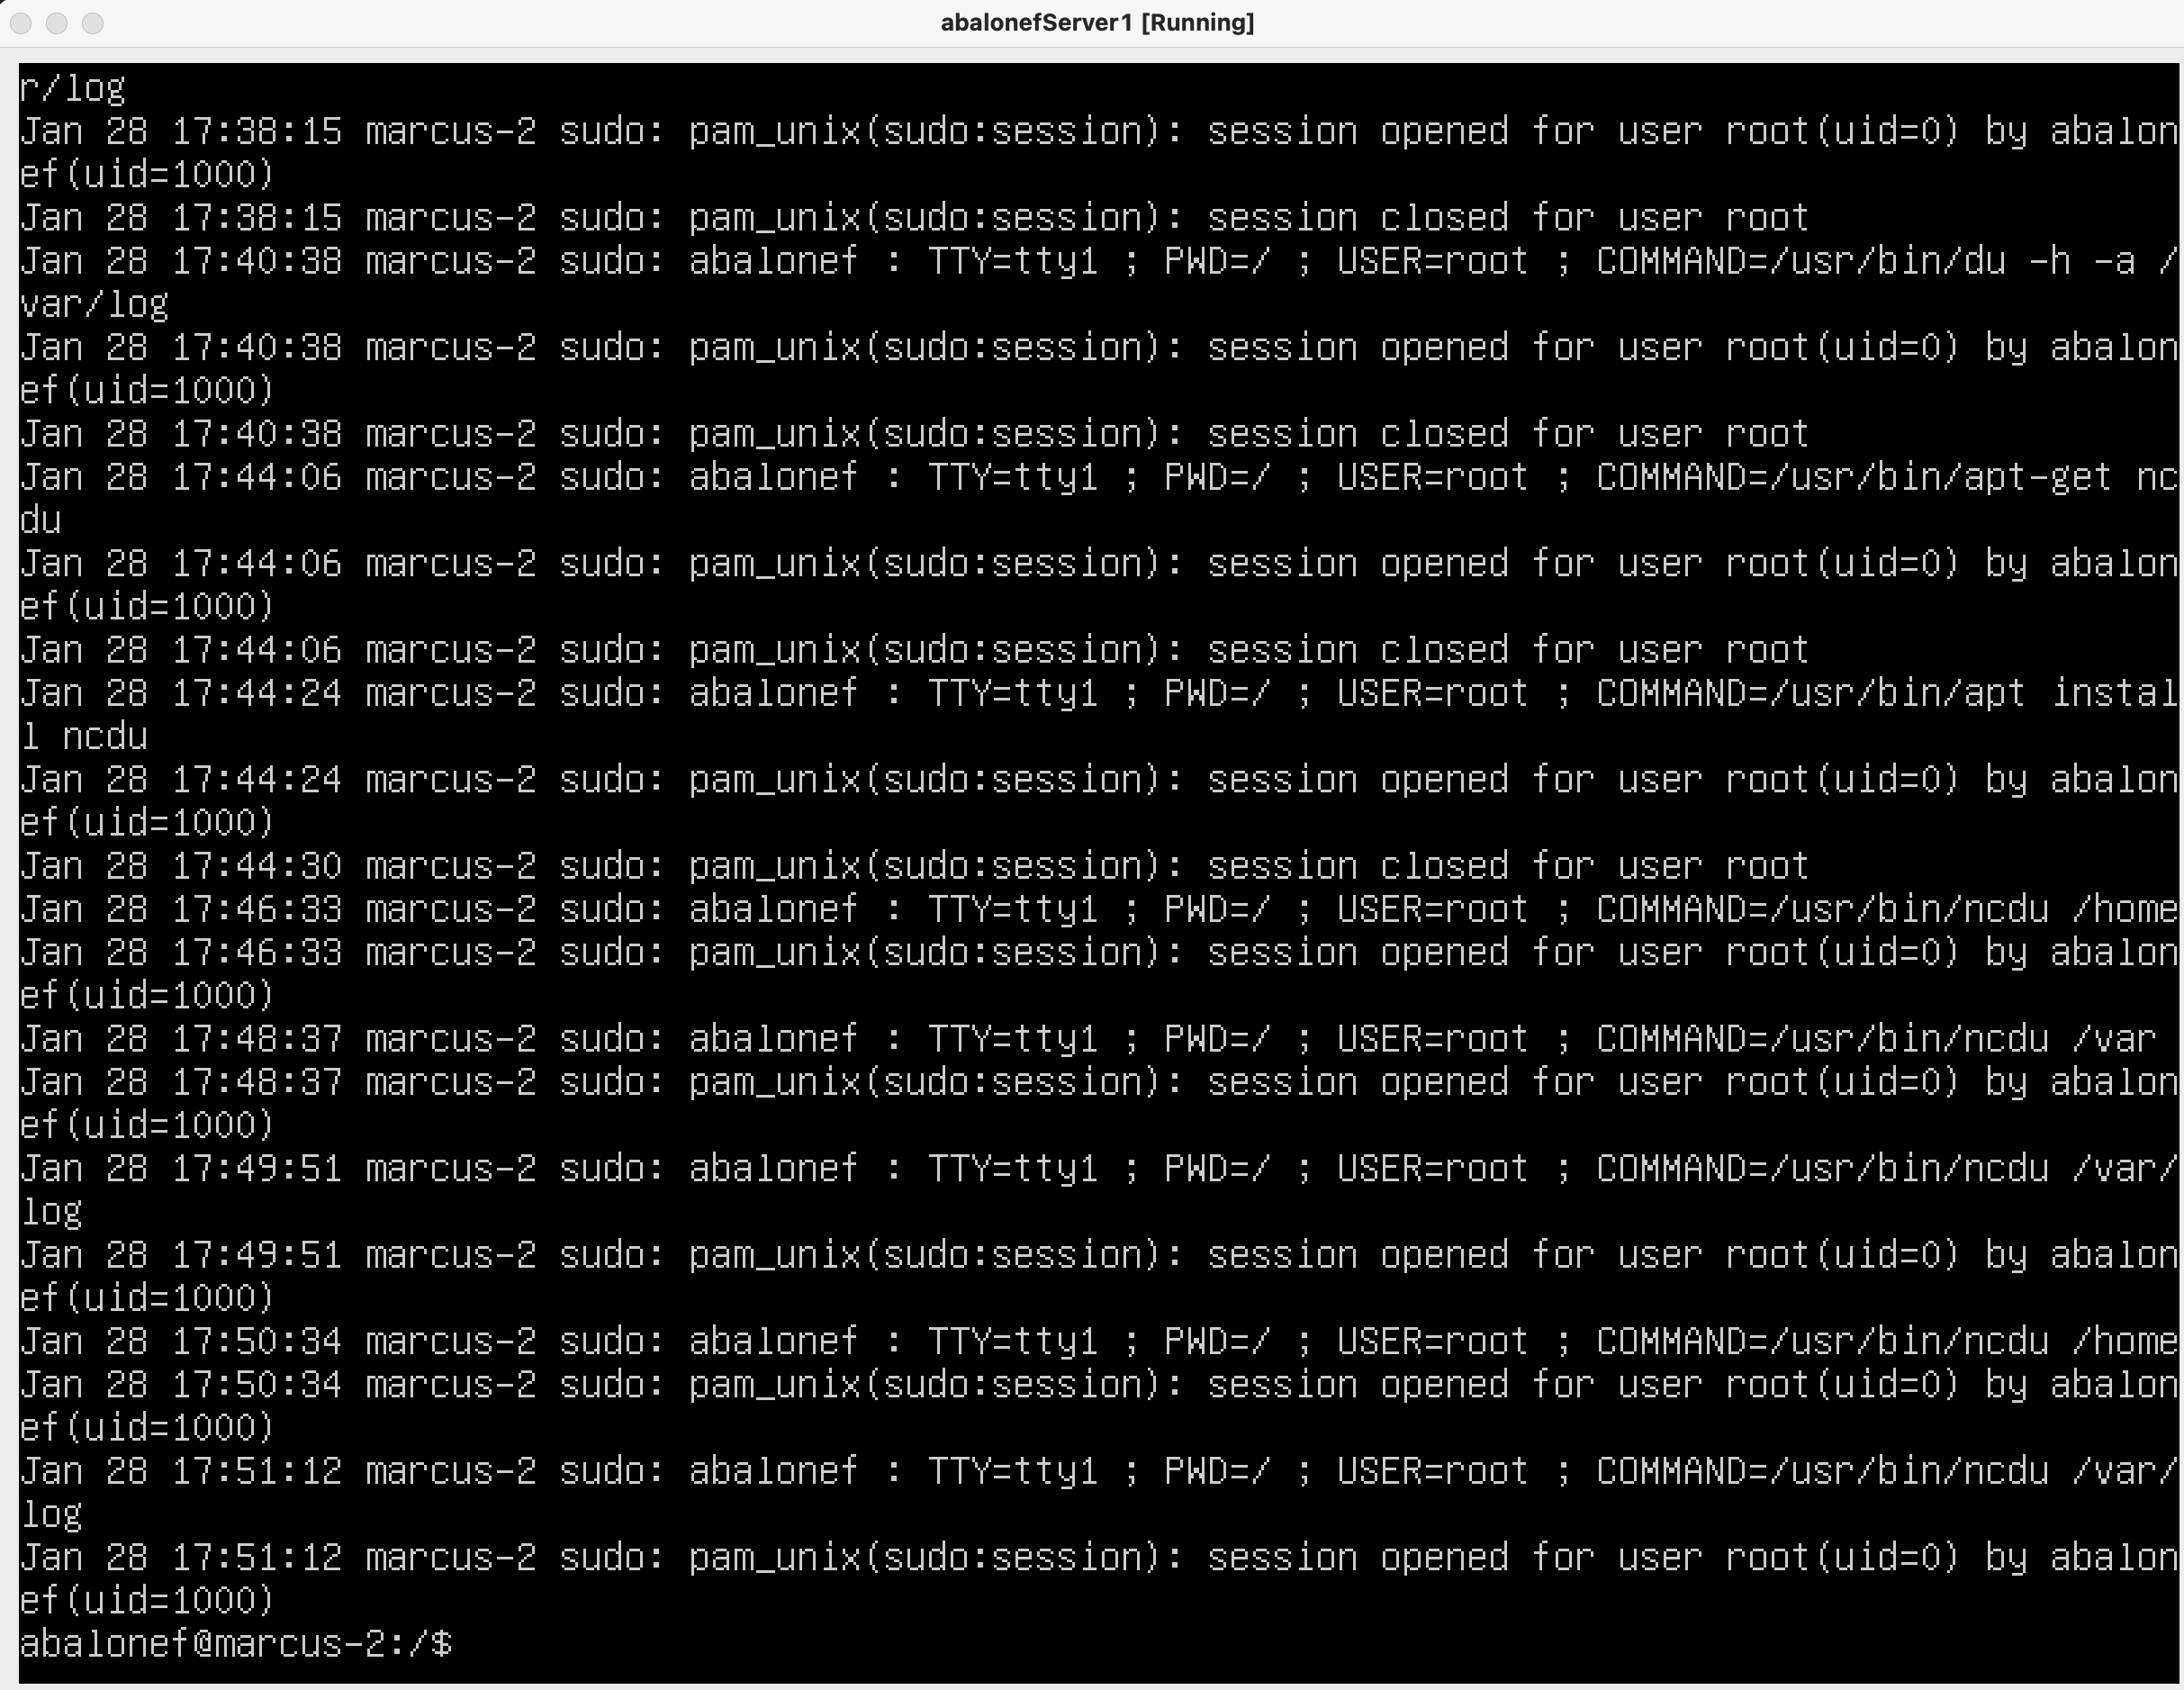 abalonefServer1 [Running]
r/log
Jan 28 17:38:15 marcus-2 sudo: pam_unix(sudo:session): session opened for user root(uid=0) by abalon
ef(uid=1000)
Jan 28 17:38:15 marcus-2 sudo: pam_unix(sudo:session): session closed for user root
Jan 28 17:40:38 marcus-2 sudo: abalonef : TTY=tty1 ; PWD=/ ; USER=root ; COMMAND=/usr/bin/du -h -a /
var/log
Jan 28 17:40:38 marcus-2 sudo: pam_unix(sudo:session): session opened for user root(uid=0) by abalon
ef(uid=1000)
Jan 28 17:40:38 marcus-2 sudo: pam_unix(sudo:session): session closed for user root
Jan 28 17:44:06 marcus-2 sudo: abalonef : TTY=tty1 ; PWD=/ ; USER=root ; COMMAND=/usr/bin/apt-get nc
du
Jan 28 17:44:06 marcus-2 sudo: pam_unix(sudo:session): session opened for user root(uid=0) by abalon
ef(uid=1000)
Jan 28 17:44:06 marcus-2 sudo: pam_unix(sudo:session): session closed for user root
Jan 28 17:44:24 marcus-2 sudo: abalonef : TTY=tty1 ; PWD=/ ; USER=root ; COMMAND=/usr/bin/apt instal
l ncdu
Jan 28 17:44:24 marcus-2 sudo: pam_unix(sudo:session): session opened for user root(uid=0) by abalon
ef(uid=1000)
Jan 28 17:44:30 marcus-2 sudo: pam_unix(sudo:session): session closed for user root
Jan 28 17:46:33 marcus-2 sudo: abalonef : TTY=tty1 ; PWD=/ ; USER=root ; COMMAND=/usr/bin/ncdu /home
Jan 28 17:46:33 marcus-2 sudo: pam_unix(sudo:session): session opened for user root(uid=0) by abalon
ef(uid=1000)
Jan 28 17:48:37 marcus-2 sudo: abalonef : TTY=tty1 ; PWD=/ ; USER=root ; COMMAND=/usr/bin/ncdu /var
Jan 28 17:48:37 marcus-2 sudo: pam_unix(sudo:session): session opened for user root(uid=0) by abalon
ef(uid=1000)
Jan 28 17:49:51 marcus-2 sudo: abalonef : TTY=tty1 ; PWD=/ ; USER=root ; COMMAND=/usr/bin/ncdu /var/
log
Jan 28 17:49:51 marcus-2 sudo: pam_unix(sudo:session): session opened for user root(uid=0) by abalon
ef(uid=1000)
Jan 28 17:50:34 marcus-2 sudo: abalonef : TTY=tty1 ; PWD=/ ; USER=root ; COMMAND=/usr/bin/ncdu /home
Jan 28 17:50:34 marcus-2 sudo: pam_unix(sudo:session): session opened for user root(uid=0) by abalon
ef(uid=1000)
Jan 28 17:51:12 marcus-2 sudo: abalonef : TTY=tty1 ; PWD=/ ; USER=root ; COMMAND=/usr/bin/ncdu /var/
log
Jan 28 17:51:12 marcus-2 sudo: pam_unix(sudo:session): session opened for user root(uid=0) by abalon
ef(uid=1000)
abalonef@marcus-2:/$